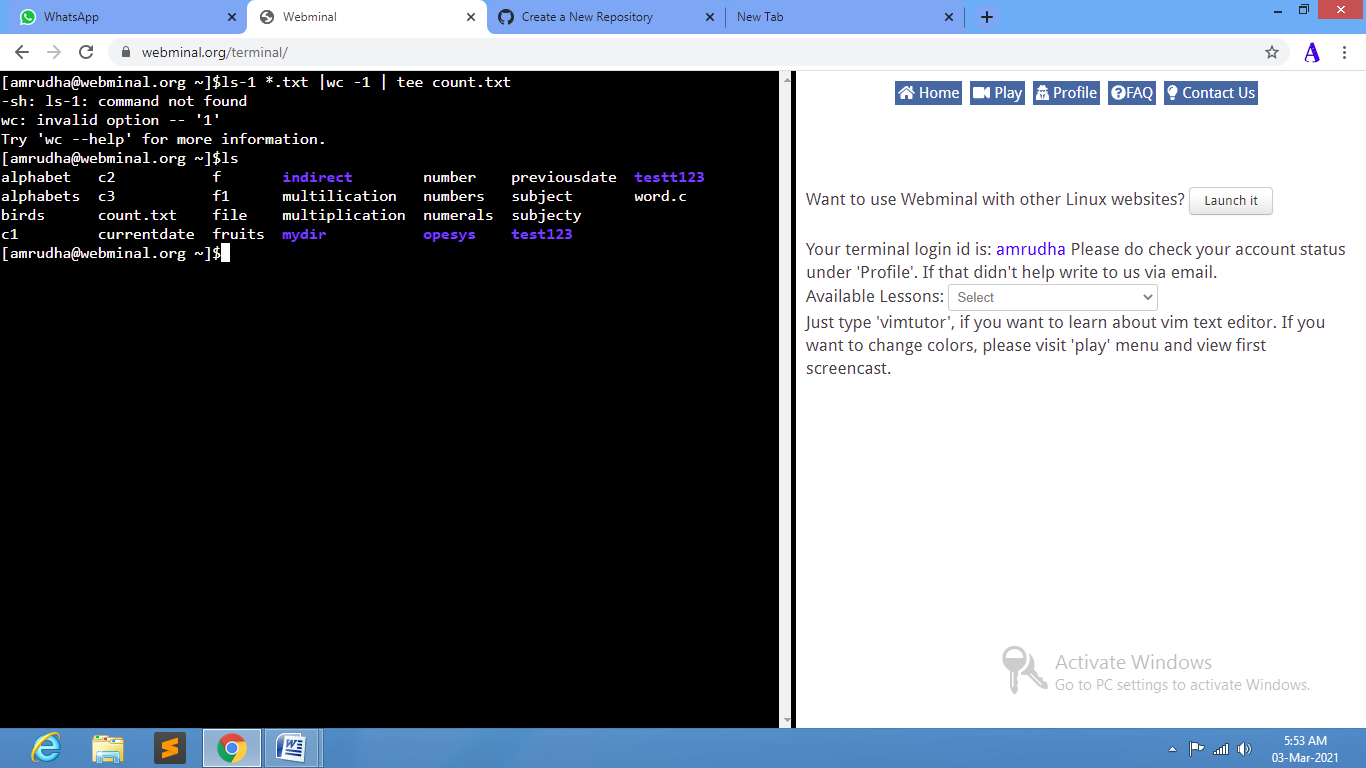 WhatsApp
Webminal
Create a New Repository
New Tab
webminal.org/terminal/
[amrudha@webminal.org ~]$ls-1 *.txt |wc -1 | tee count.txt
-sh: ls-1: command not found
wc: invalid option -- '1'
Try 'wc --help' for more information.
[amrudha@webminal.org ~]$ls
alphabet c2 f indirect number previousdate testt123
alphabets c3 f1 multilication numbers subject word.c
birds count.txt file multiplication numerals subjecty
c1 currentdate fruits mydir opesys test123
[amrudha@webminal.org ~]$
Home Play Profile FAQ Contact Us
Want to use Webminal with other Linux websites? Launch it
Your terminal login id is: amrudha Please do check your account status
under 'Profile'. If that didn't help write to us via email.
Available Lessons: Select
Just type 'vimtutor', if you want to learn about vim text editor. If you
want to change colors, please visit 'play' menu and view first
screencast.
Activate Windows
Go to PC settings to activate Windows.
5:53 AM
03-Mar-2021